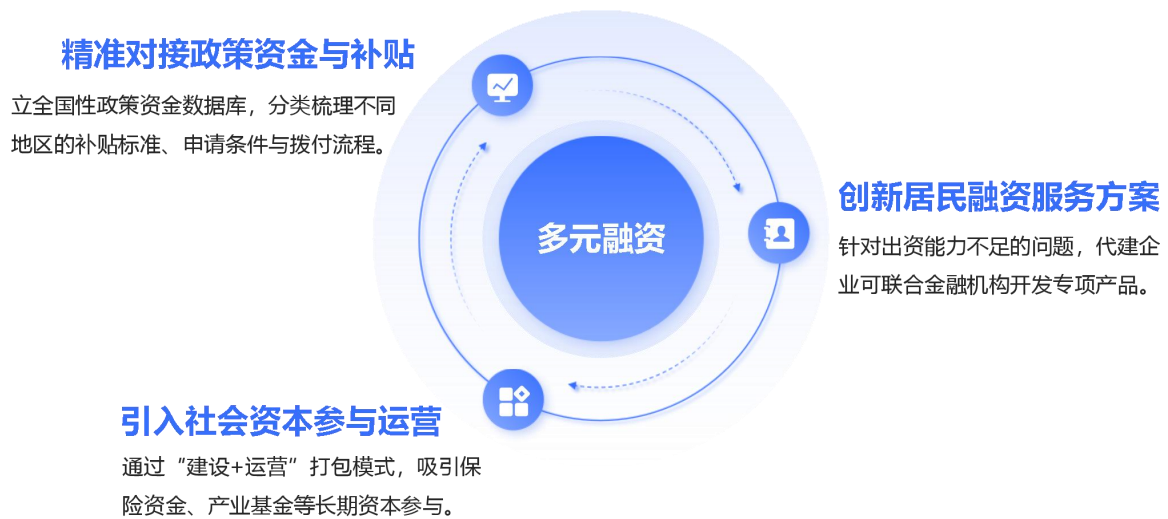 精准对接政策资金与补贴
立全国性政策资金数据库，分类梳理不同
地区的补贴标准、申请条件与拨付流程。
多元融资
创新居民融资服务方案
针对出资能力不足的问题，代建企
业可联合金融机构开发专项产品。
引入社会资本参与运营
通过“建设+运营”打包模式，吸引保
险资金、产业基金等长期资本参与。